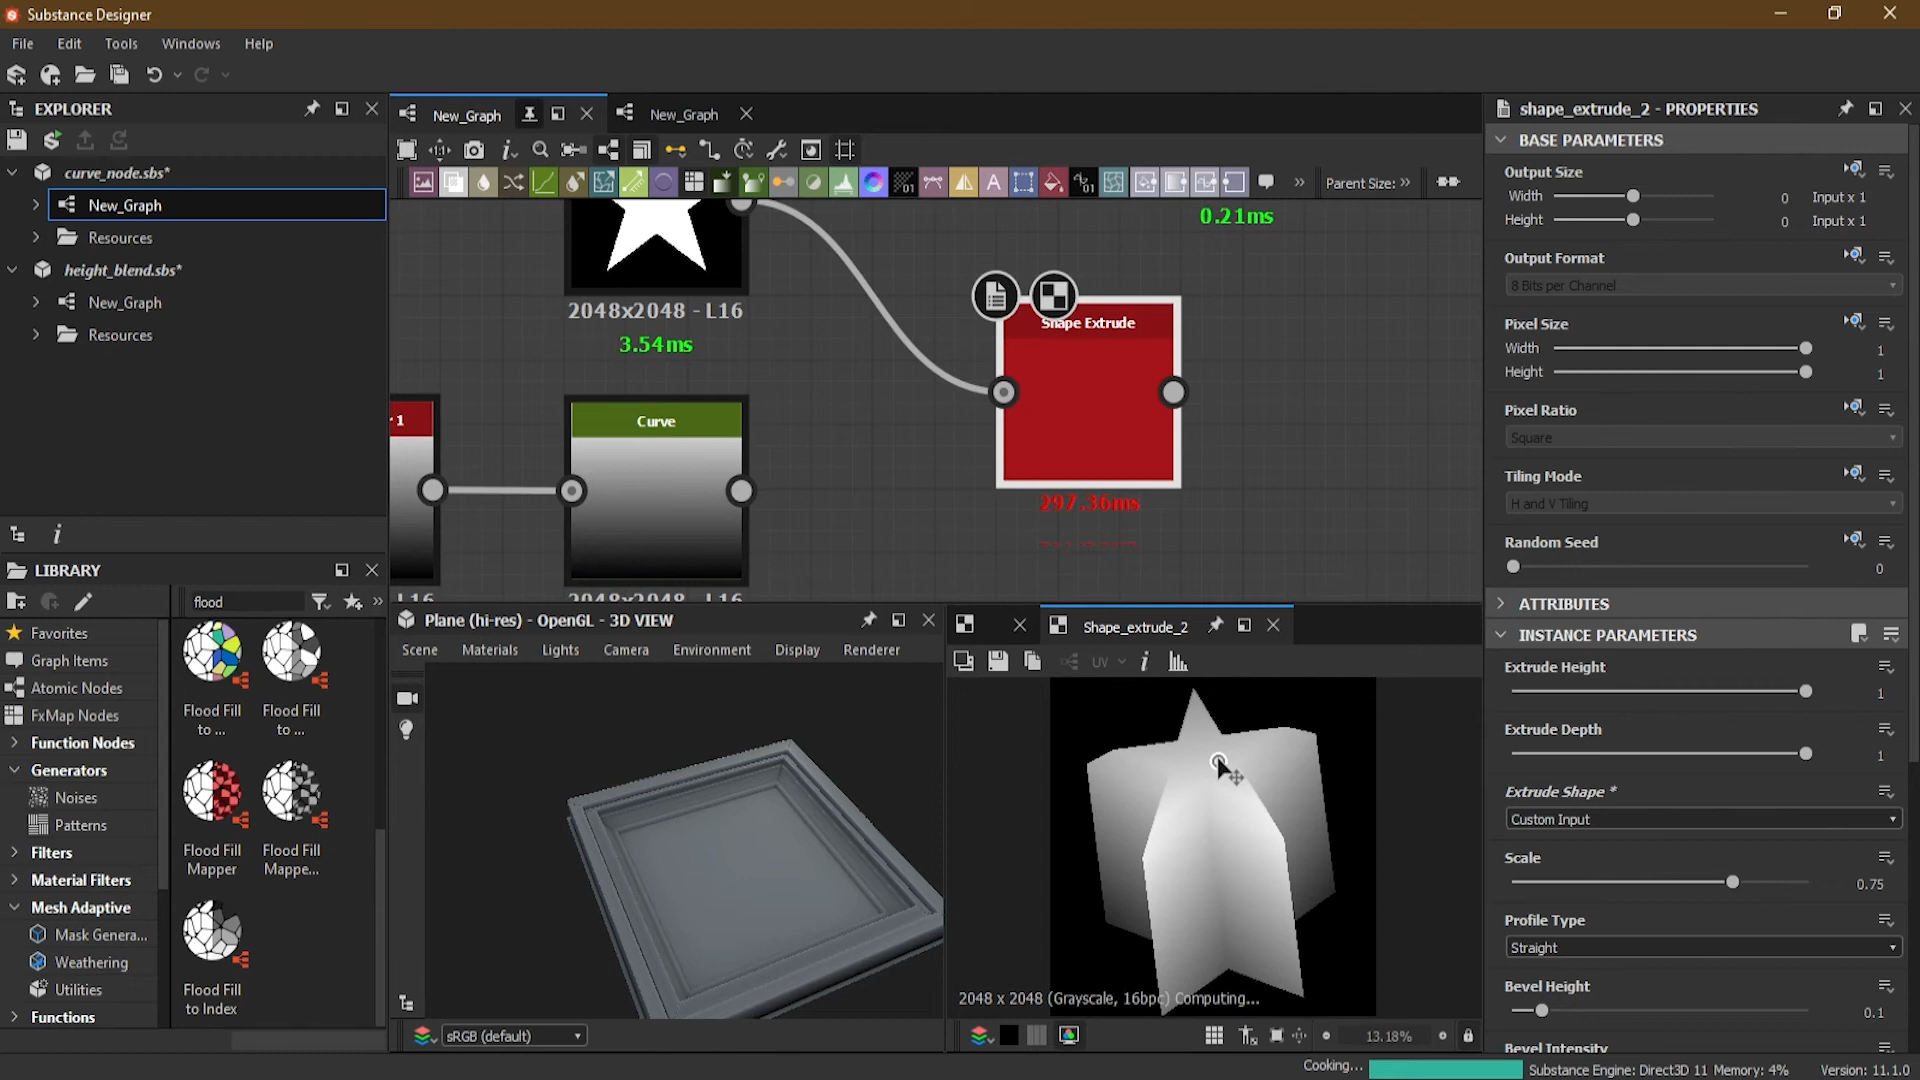 Substance Designer
File Edit Tools Windows Help
EXPLORER
curve_node.sbs*
New_Graph
Resources
height_blend.sbs*
New_Graph
Resources
LIBRARY
flood
Favorites
Graph Items
Atomic Nodes
FxMap Nodes
Function Nodes
Generators
Noises
Patterns
Filters
Material Filters
Mesh Adaptive
Mask Genera...
Weathering
Utilities
Functions
Flood Fill to ...
Flood Fill to ...
Flood Fill Mapper
Flood Fill Mappe...
Flood Fill to Index
New_Graph
New_Graph
Parent Size:
0.21ms
2048x2048 - L16
3.54ms
Shape Extrude
297.36ms
r 1
Curve
L16
2048x2048 - L16
Plane (hi-res) - OpenGL - 3D VIEW
Scene Materials Lights Camera Environment Display Renderer
sRGB (default)
Shape_extrude_2
UV
2048 x 2048 (Grayscale, 16bpc) Computing...
13.18%
shape_extrude_2 - PROPERTIES
BASE PARAMETERS
Output Size
Width 0 Input x 1
Height 0 Input x 1
Output Format
8 Bits per Channel
Pixel Size
Width 1
Height 1
Pixel Ratio
Square
Tiling Mode
H and V Tiling
Random Seed
0
ATTRIBUTES
INSTANCE PARAMETERS
Extrude Height
1
Extrude Depth
1
Extrude Shape *
Custom Input
Scale
0.75
Profile Type
Straight
Bevel Height
0.1
Bevel Intensity
Cooking... Substance Engine: Direct3D 11 Memory: 4% Version: 11.1.0